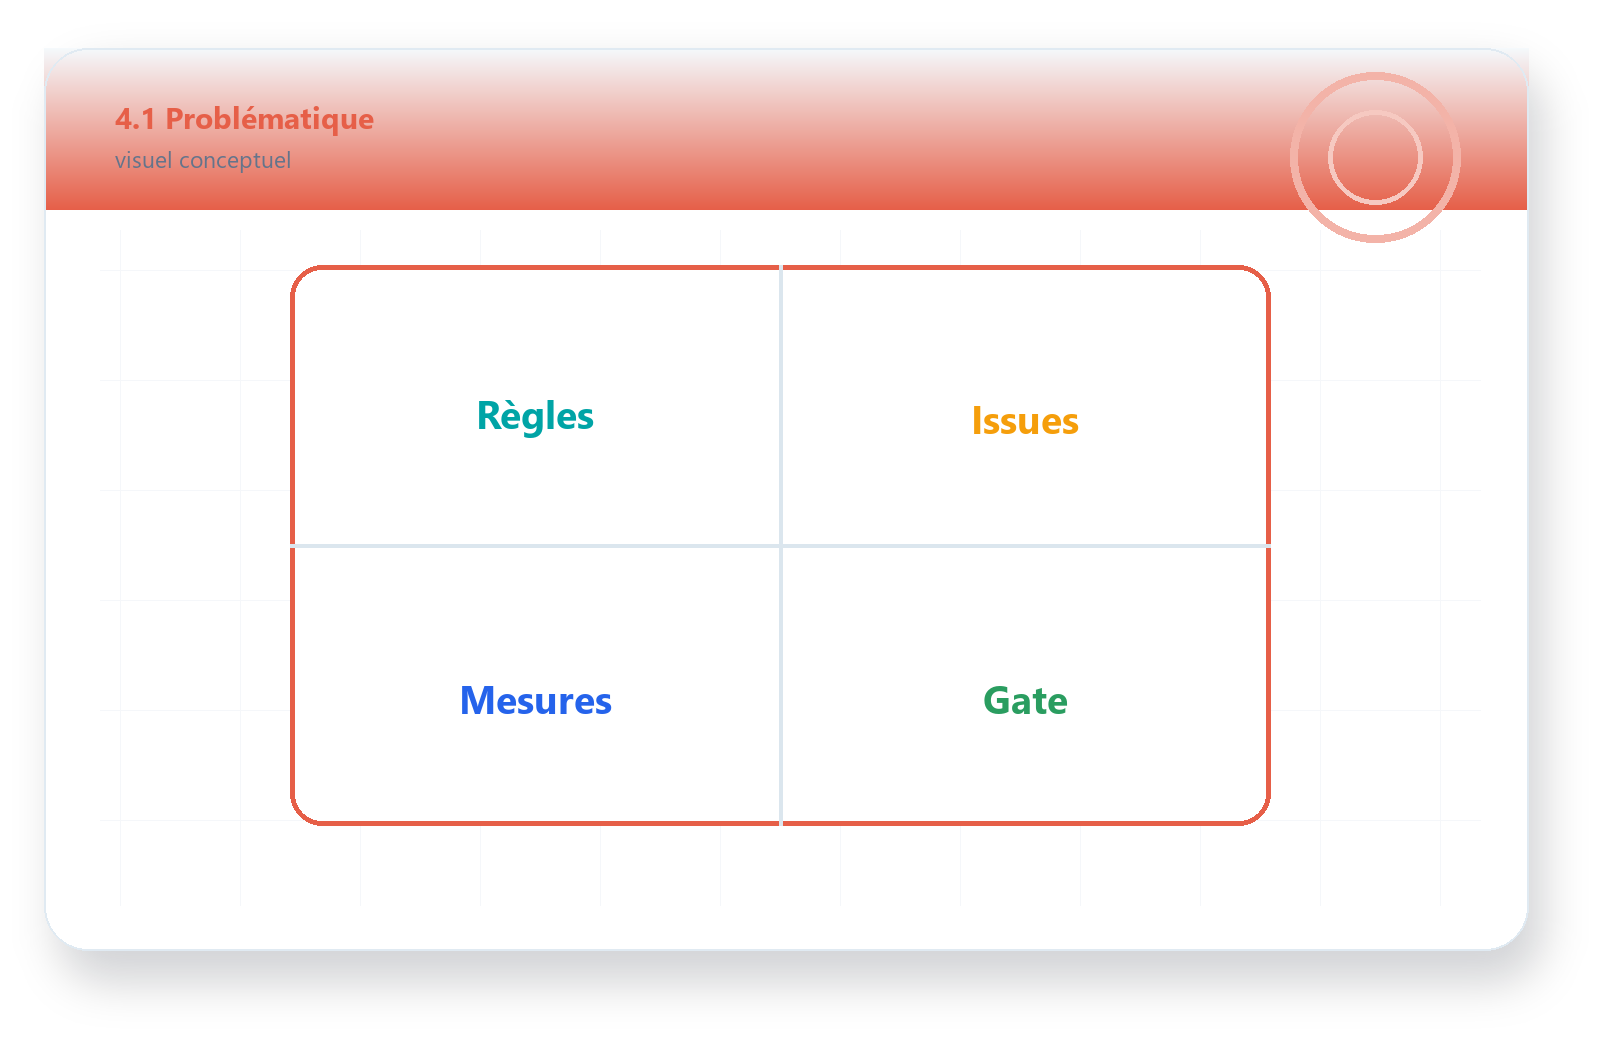 4.1 Problématique
visuel conceptuel
Règles
Issues
Mesures
Gate